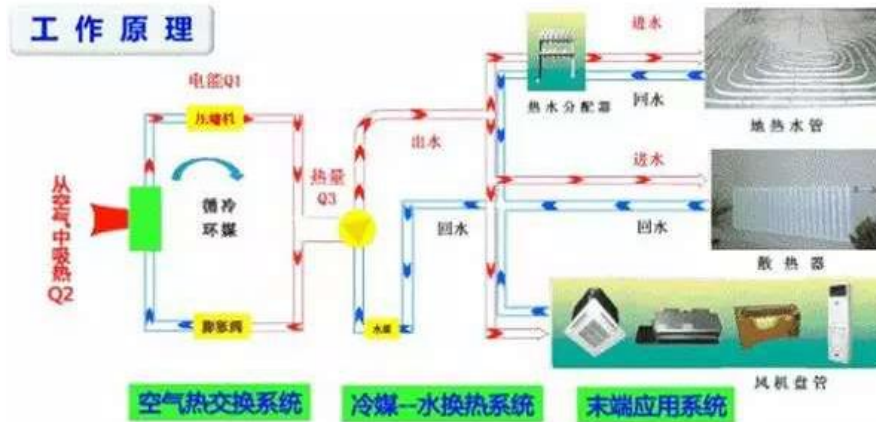 工作原理
电能Q1
压缩机
从空气中吸热
Q2
循冷
环媒
膨胀阀
热量
Q3
出水
回水
水泵
热水分配器
进水
回水
地热水管
进水
回水
散热器
风机盘管
空气热交换系统
冷媒--水换热系统
末端应用系统